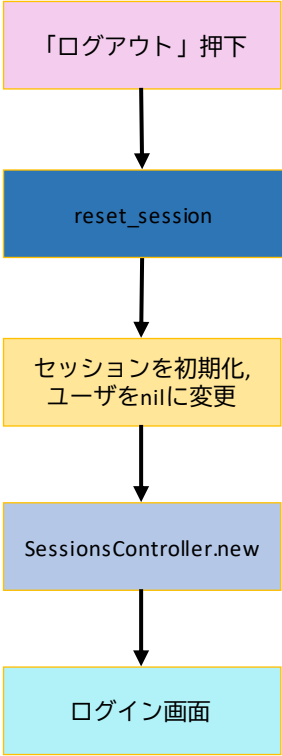 「ログアウト」押下
reset_session
セッションを初期化,
ユーザをnilに変更
SessionsController.new
ログイン画面